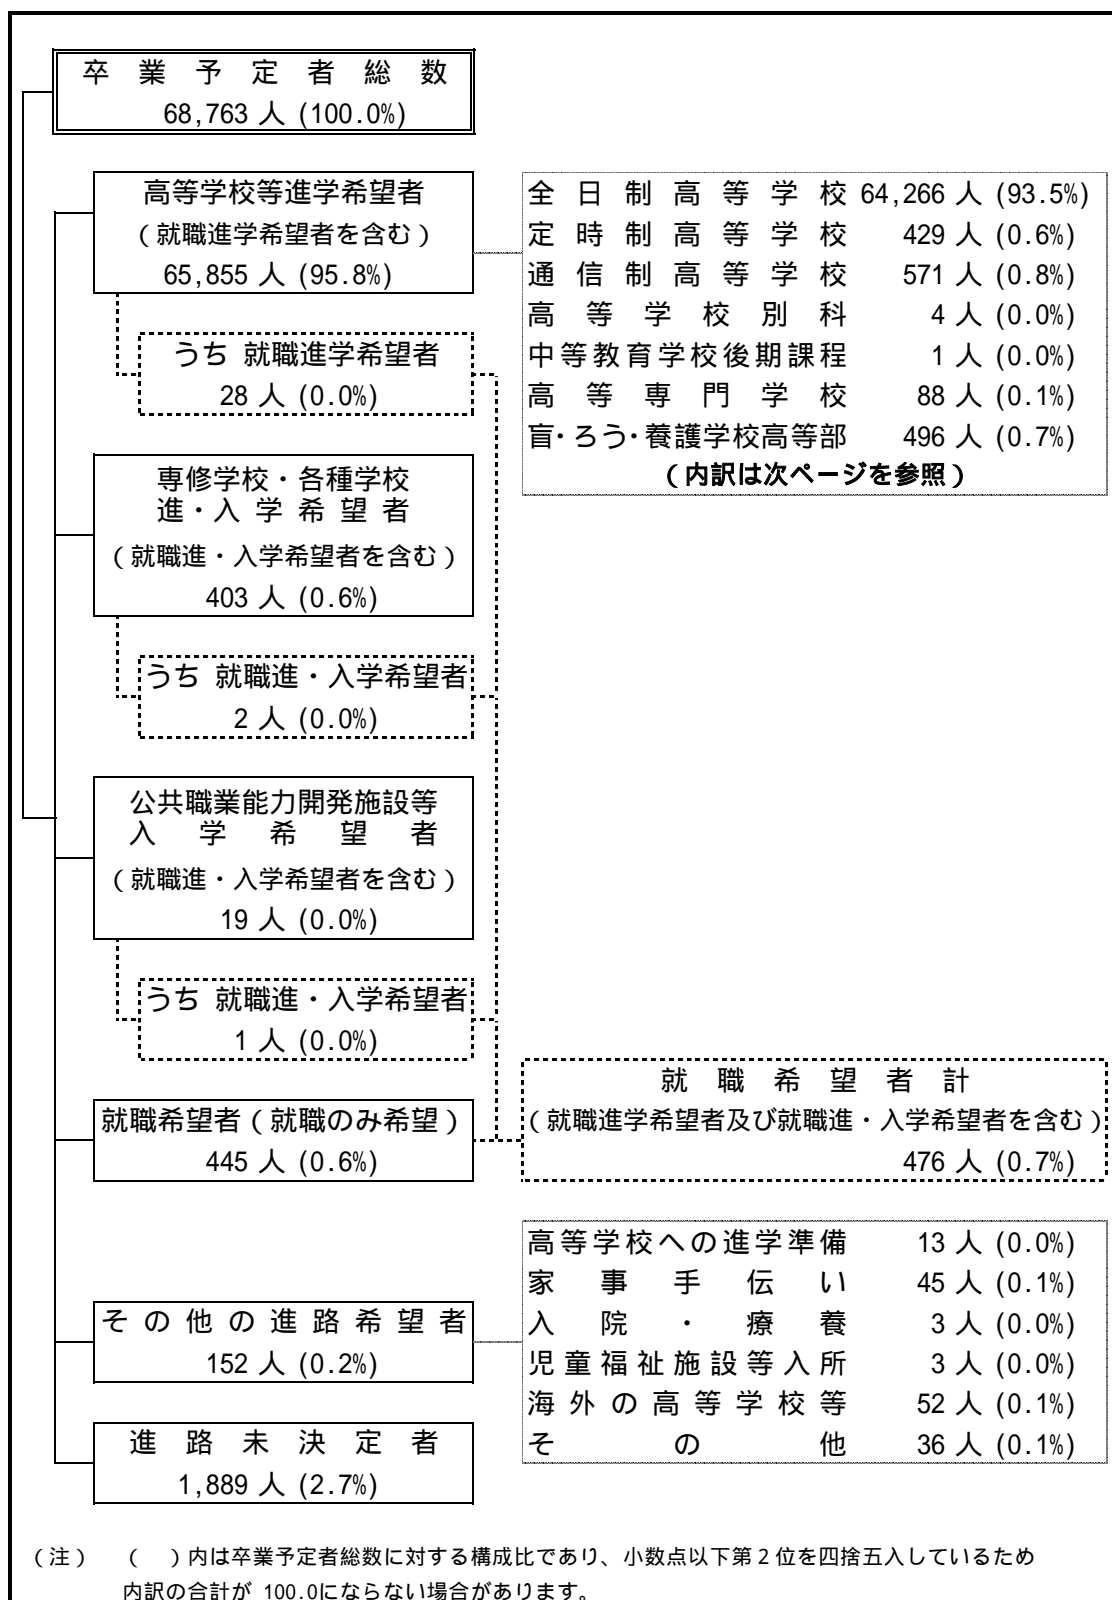 卒業予定者総数
68,763 人 (100.0%)
高等学校等進学希望者
(就職進学希望者を含む)
65,855 人 (95.8%)
うち 就職進学希望者
28 人 (0.0%)
専修学校・各種学校
進・入学希望者
(就職進・入学希望者を含む)
403 人 (0.6%)
うち 就職進・入学希望者
2 人 (0.0%)
公共職業能力開発施設等
入学希望者
(就職進・入学希望者を含む)
19 人 (0.0%)
うち 就職進・入学希望者
1 人 (0.0%)
就職希望者(就職のみ希望)
445 人 (0.6%)
その他の進路希望者
152 人 (0.2%)
進路未決定者
1,889 人 (2.7%)
全日制高等学校 64,266 人 (93.5%)
定時制高等学校 429 人 (0.6%)
通信制高等学校 571 人 (0.8%)
高等学校別科 4 人 (0.0%)
中等教育学校後期課程 1 人 (0.0%)
高等専門学校 88 人 (0.1%)
盲・ろう・養護学校高等部 496 人 (0.7%)
(内訳は次ページを参照)
就職希望者計
(就職進学希望者及び就職進・入学希望者を含む)
476 人 (0.7%)
高等学校への進学準備 13 人 (0.0%)
家事手伝い 45 人 (0.1%)
入院・療養 3 人 (0.0%)
児童福祉施設等入所 3 人 (0.0%)
海外の高等学校等 52 人 (0.1%)
その他 36 人 (0.1%)
(注) ( )内は卒業予定者総数に対する構成比であり、小数点以下第2位を四捨五入しているため
内訳の合計が 100.0にならない場合があります。